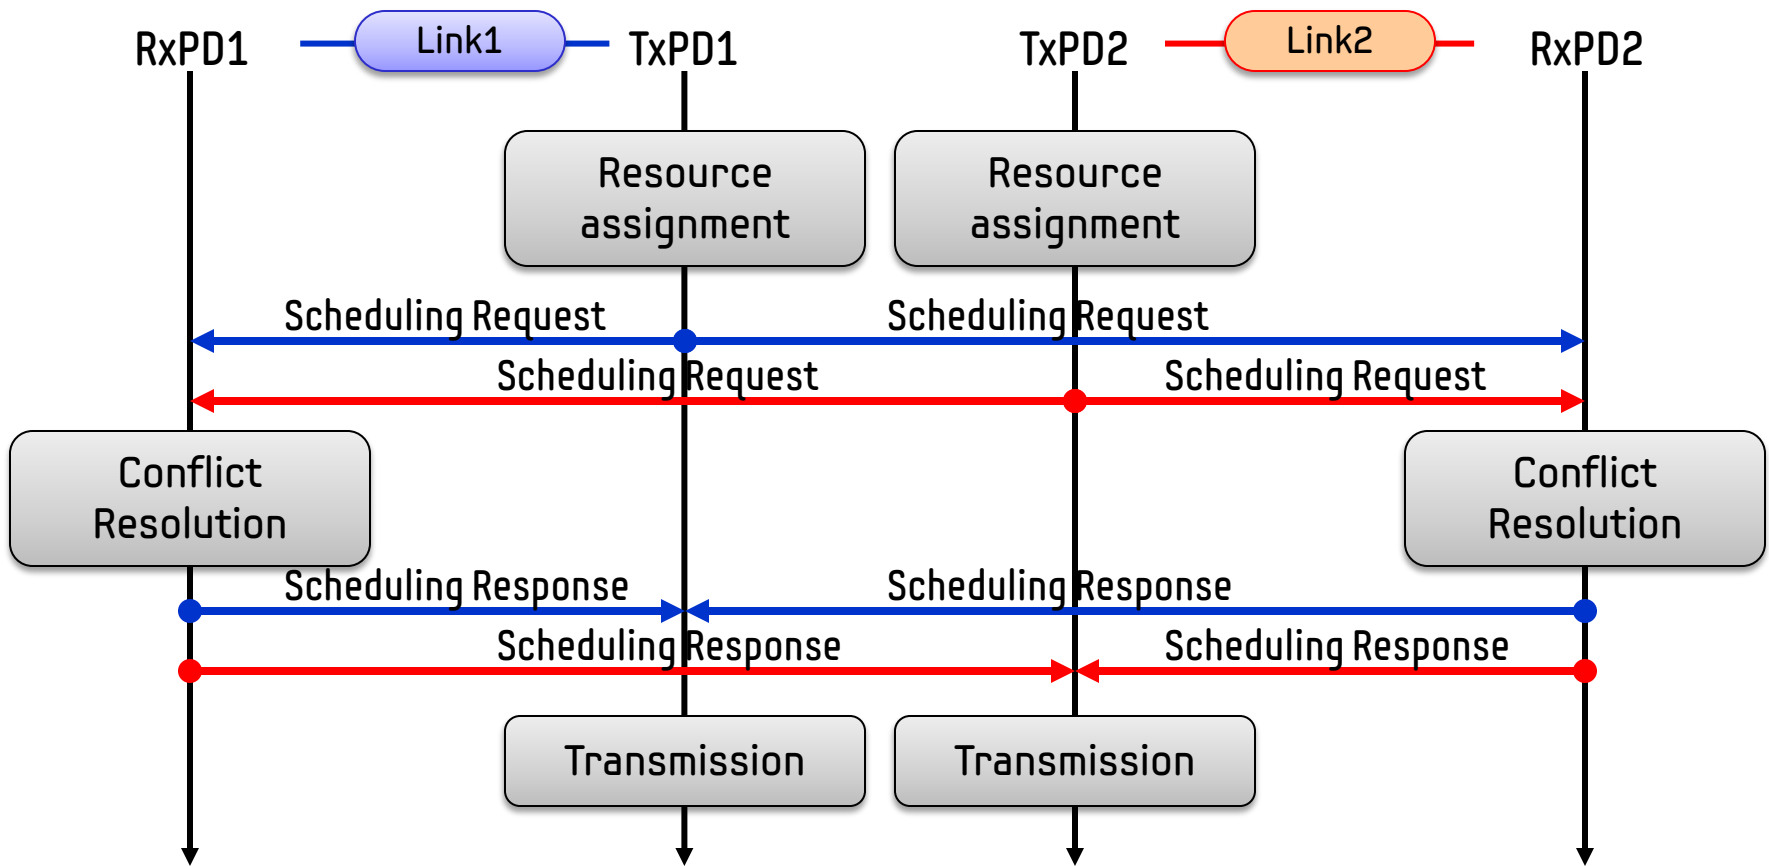 RxPD1
Link1
TxPD1
TxPD2
Link2
RxPD2
Resource
assignment
Resource
assignment
Scheduling Request
Scheduling Request
Scheduling Request
Scheduling Request
Conflict
Resolution
Conflict
Resolution
Scheduling Response
Scheduling Response
Scheduling Response
Scheduling Response
Transmission
Transmission